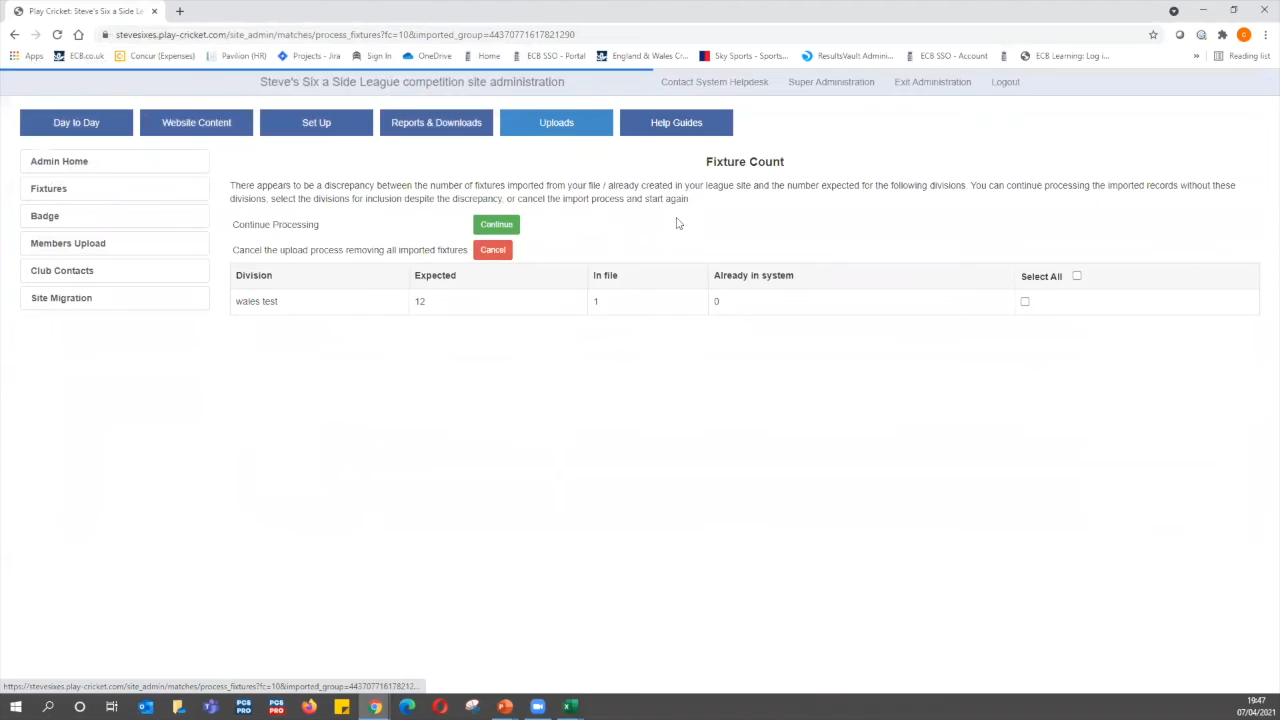 Play Cricket: Steve's Six a Side Le
stevesixes.play-cricket.com/site_admin/matches/process_fixtures?fc=10&imported_group=443707716178212​90
Apps ECB.co.uk Concur (Expenses) Pavilion (HR) Projects - Jira Sign In OneDrive Home ECB SSO - Portal England & Wales Cr... Sky Sports - Sports... ResultsVault Admini... ECB SSO - Account ECB Learning: Log i... » Reading list
Steve's Six a Side League competition site administration Contact System Helpdesk Super Administration Exit Administration Logout
Day to Day Website Content Set Up Reports & Downloads Uploads Help Guides
Admin Home
Fixtures
Badge
Members Upload
Club Contacts
Site Migration
Fixture Count
There appears to be a discrepancy between the number of fixtures imported from your file / already created in your league site and the number expected for the following divisions. You can continue processing the imported records without these
divisions, select the divisions for inclusion despite the discrepancy, or cancel the import process and start again
Continue Processing Continue
Cancel the upload process removing all imported fixtures Cancel
Division Expected In file Already in system Select All
wales test 12 1 0
https://stevesixes.play-cricket.com/site_admin/matches/process_fixtures?fc=10&imported_group=443707716178212...
PCS PRO PCS PRO
19:47
07/04/2021